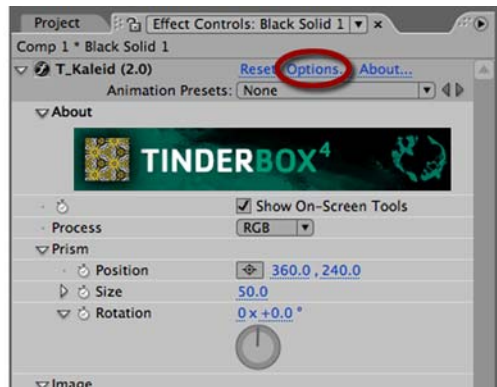 Project Effect Controls: Black Solid 1 ×
Comp 1 * Black Solid 1
T_Kaleid (2.0) Reset Options... About...
Animation Presets: None
About
TINDERBOX4
Show On-Screen Tools
Process RGB
Prism
Position 360.0 , 240.0
Size 50.0
Rotation 0 x +0.0 °
Image